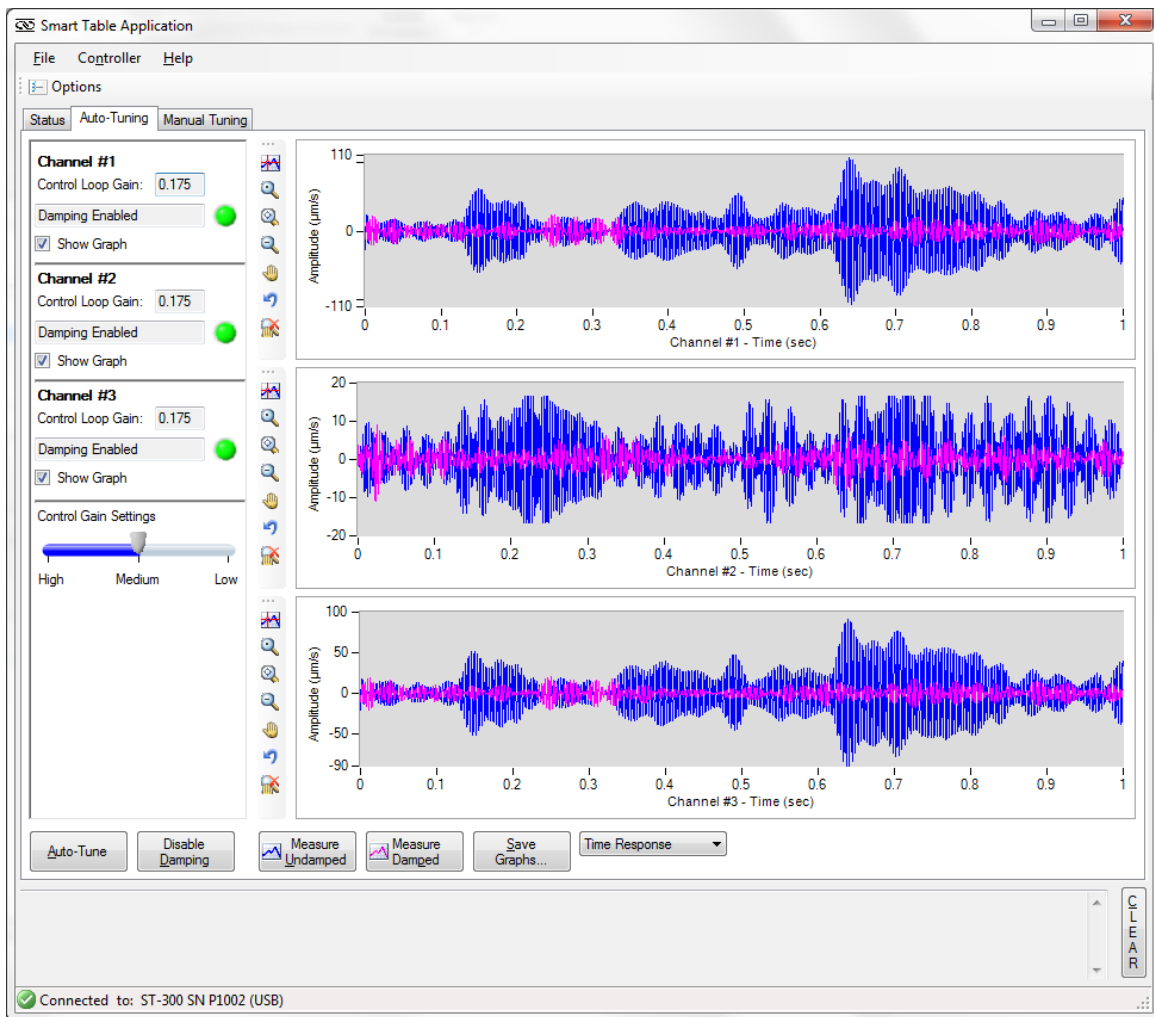 Smart Table Application
File Controller Help
Options
Status Auto-Tuning Manual Tuning
Channel #1
Control Loop Gain: 0.175
Damping Enabled
Show Graph
Channel #2
Control Loop Gain: 0.175
Damping Enabled
Show Graph
Channel #3
Control Loop Gain: 0.175
Damping Enabled
Show Graph
Control Gain Settings
High Medium Low
Amplitude (µm/s)
110
0
-110
0 0.1 0.2 0.3 0.4 0.5 0.6 0.7 0.8 0.9 1
Channel #1 - Time (sec)
Amplitude (µm/s)
20
10
0
-10
-20
0 0.1 0.2 0.3 0.4 0.5 0.6 0.7 0.8 0.9 1
Channel #2 - Time (sec)
Amplitude (µm/s)
100
50
0
-50
-90
0 0.1 0.2 0.3 0.4 0.5 0.6 0.7 0.8 0.9 1
Channel #3 - Time (sec)
Auto-Tune
Disable
Damping
Measure
Undamped
Measure
Damped
Save
Graphs...
Time Response
CLEAR
Connected to: ST-300 SN P1002 (USB)